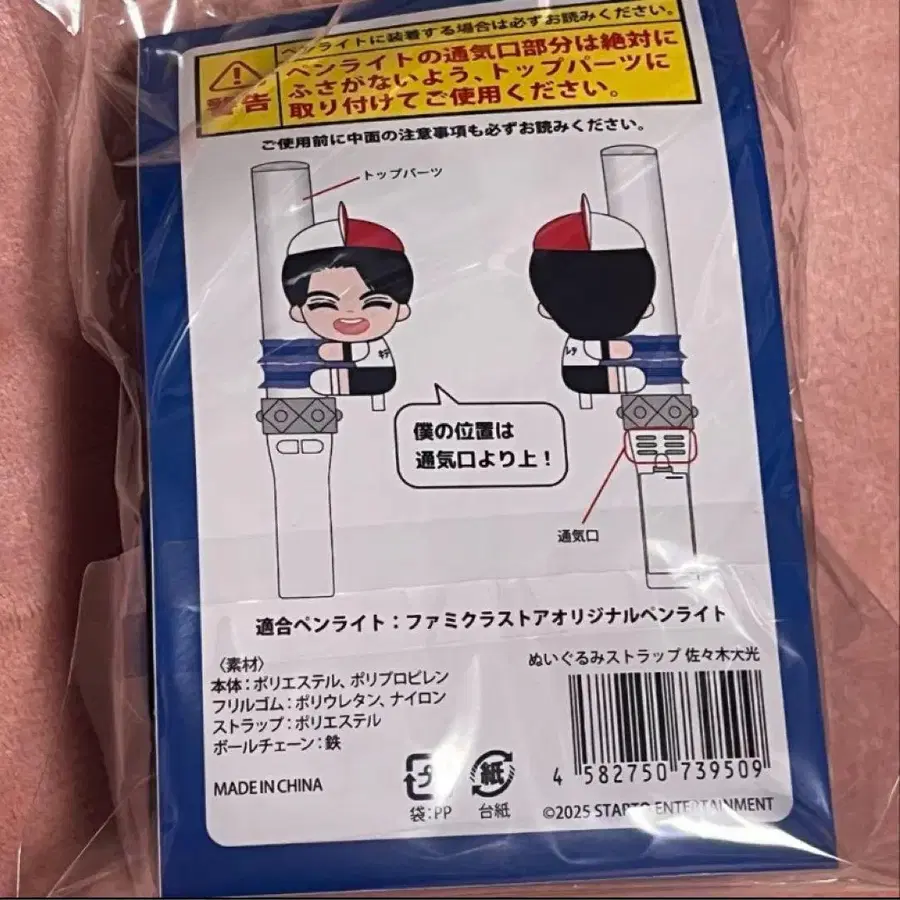 ペンライトに装着する場合は必ずお読みください。
警告
ペンライトの通気口部分は絶対に
ふさがないよう、トップパーツに
取り付けてご使用ください。
ご使用前に中面の注意事項も必ずお読みください。
トップパーツ
僕の位置は
通気口より上!
通気口
適合ペンライト:ファミクラストアオリジナルペンライト
〈素材〉
本体:ポリエステル、ポリプロピレン
フリルゴム:ポリウレタン、ナイロン
ストラップ:ポリエステル
ボールチェーン:鉄
MADE IN CHINA
ぬいぐるみストラップ 佐々木大光
4 582750 739509
プラ
袋:PP
紙
台紙
©2025 STARTO ENTERTAINMENT